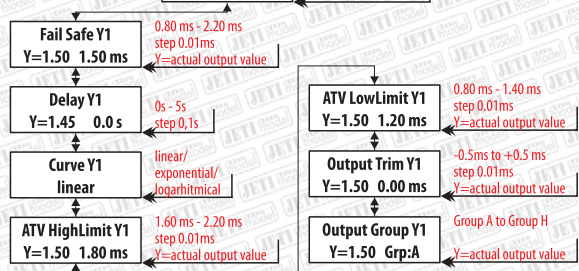 Fail Safe Y1
Y=1.50 1.50 ms
0.80 ms - 2.20 ms
step 0.01ms
Y=actual output value
Delay Y1
Y=1.45 0.0 s
0s - 5s
step 0,1s
Curve Y1
linear
linear/
exponential/
logarhitmical
ATV HighLimit Y1
Y=1.50 1.80 ms
1.60 ms - 2.20 ms
step 0.01ms
Y=actual output value
ATV LowLimit Y1
Y=1.50 1.20 ms
0.80 ms - 1.40 ms
step 0.01ms
Y=actual output value
Output Trim Y1
Y=1.50 0.00 ms
-0.5ms to +0.5 ms
step 0.01ms
Y=actual output value
Output Group Y1
Y=1.50 Grp:A
Group A to Group H
Y=actual output value